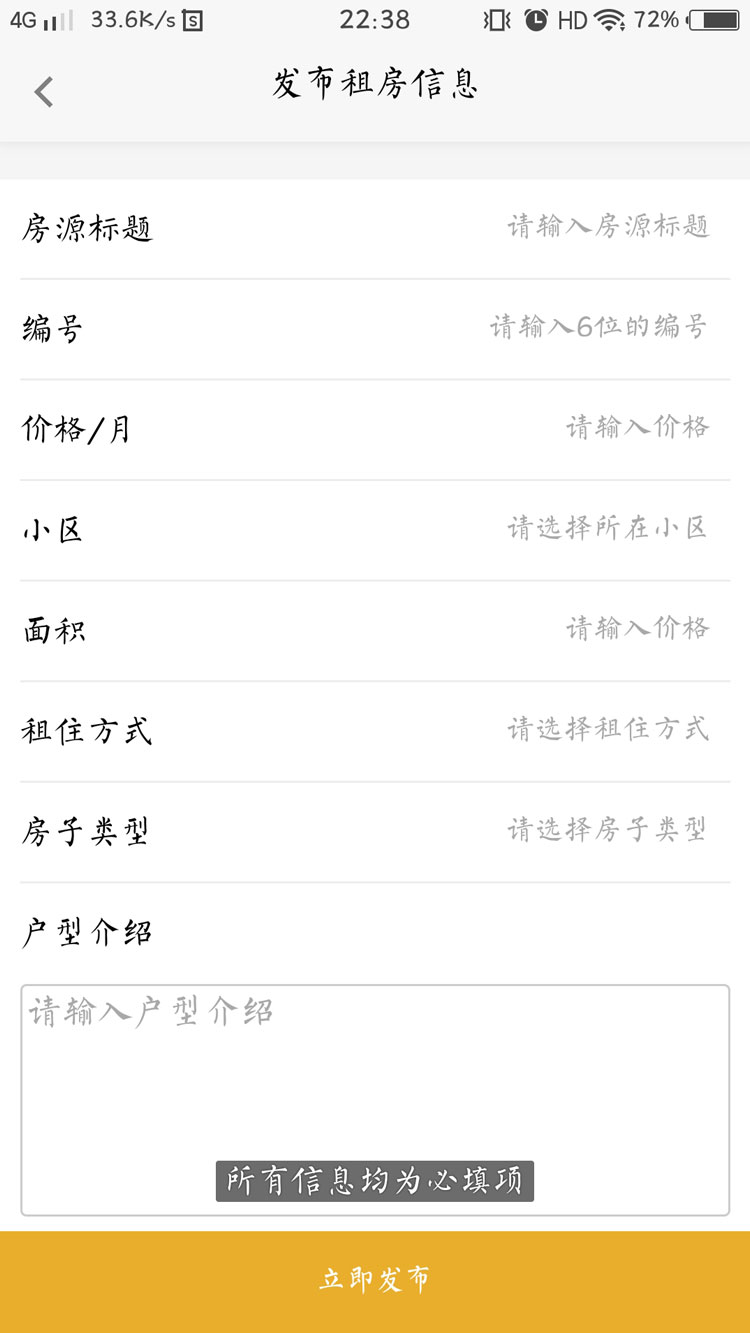 4G 33.6K/s S 22:38 HD 72%
发布租房信息
房源标题 请输入房源标题
编号 请输入6位的编号
价格/月 请输入价格
小区 请选择所在小区
面积 请输入价格
租住方式 请选择租住方式
房子类型 请选择房子类型
户型介绍
请输入户型介绍
所有信息均为必填项
立即发布